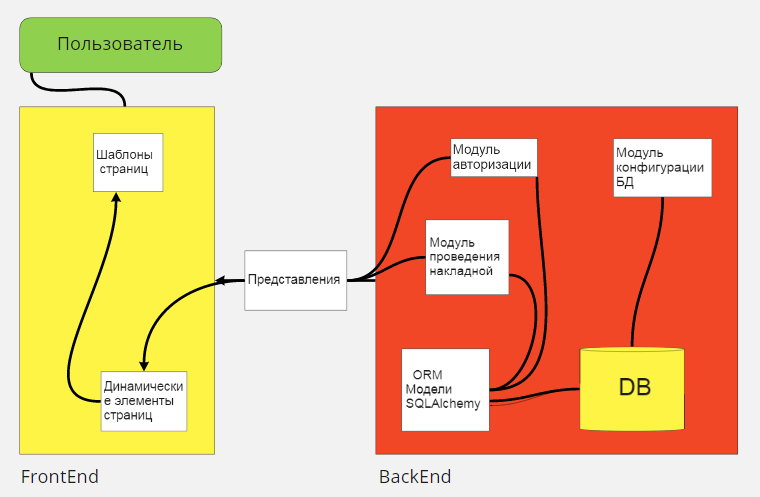 Пользователь
Шаблоны
страниц
Динамически
е элементы
страниц
FrontEnd
Представления
Модуль
авторизации
Модуль
проведения
накладной
ORM
Модели
SQLAlchemy
Модуль
конфигурации
БД
DB
BackEnd